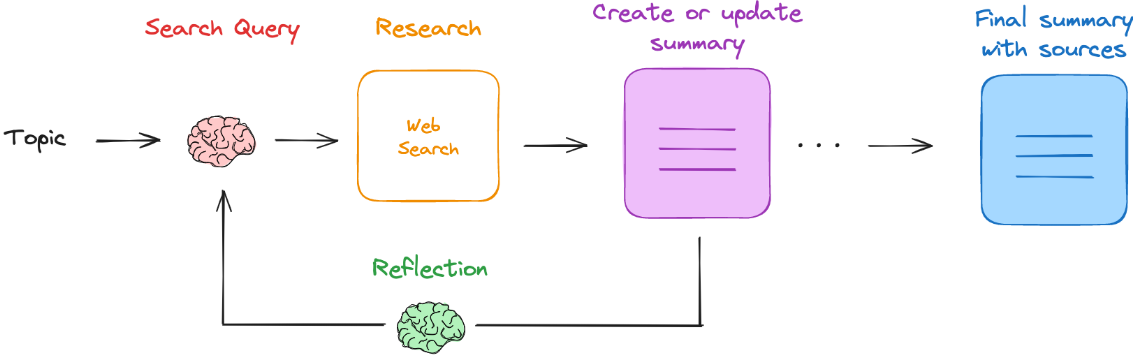 Search Query
Research
Create or update
summary
Final summary
with sources
Topic
Web
Search
...
Reflection